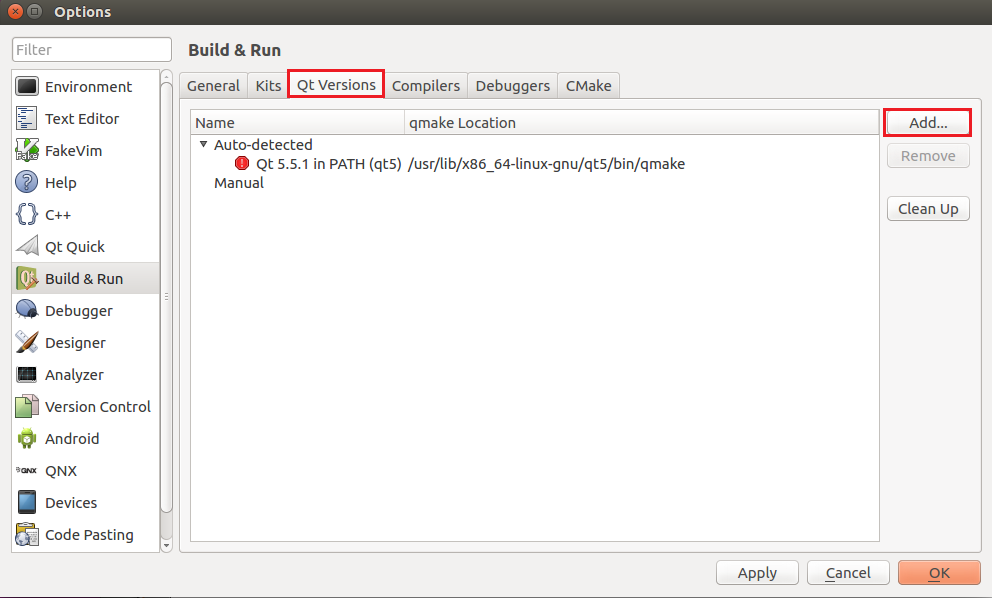 Options
Filter
Environment
Text Editor
FakeVim
Help
C++
Qt Quick
Build & Run
Debugger
Designer
Analyzer
Version Control
Android
QNX
Devices
Code Pasting
Build & Run
General Kits Qt Versions Compilers Debuggers CMake
Name qmake Location
Auto-detected
Qt 5.5.1 in PATH (qt5) /usr/lib/x86_64-linux-gnu/qt5/bin/qmake
Manual
Add...
Remove
Clean Up
Apply Cancel OK